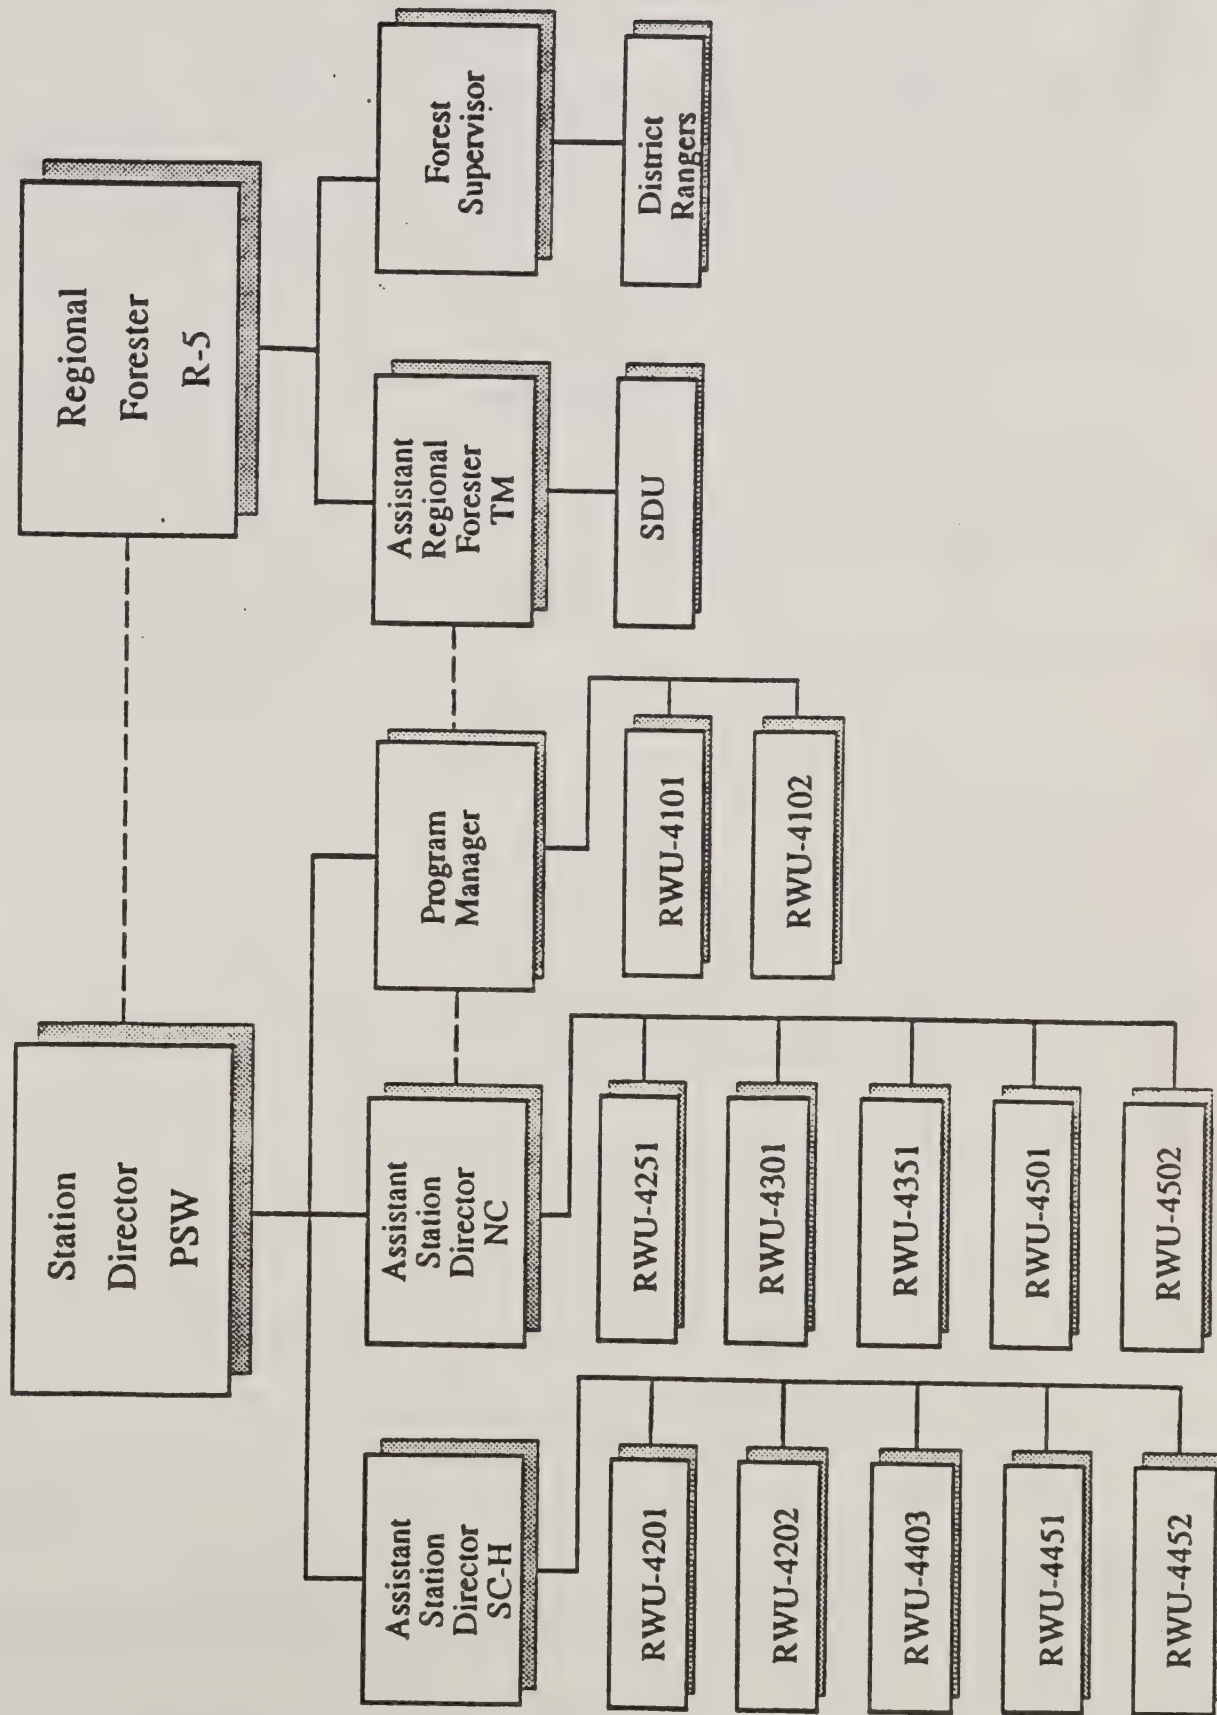 Station
Director
PSW
Regional
Forester
R-5
Assistant
Station
Director
SC-H
Assistant
Station
Director
NC
Program
Manager
Assistant
Regional
Forester
TM
Forest
Supervisor
RWU-4201
RWU-4202
RWU-4403
RWU-4451
RWU-4452
RWU-4251
RWU-4301
RWU-4351
RWU-4501
RWU-4502
RWU-4101
RWU-4102
SDU
District
Rangers